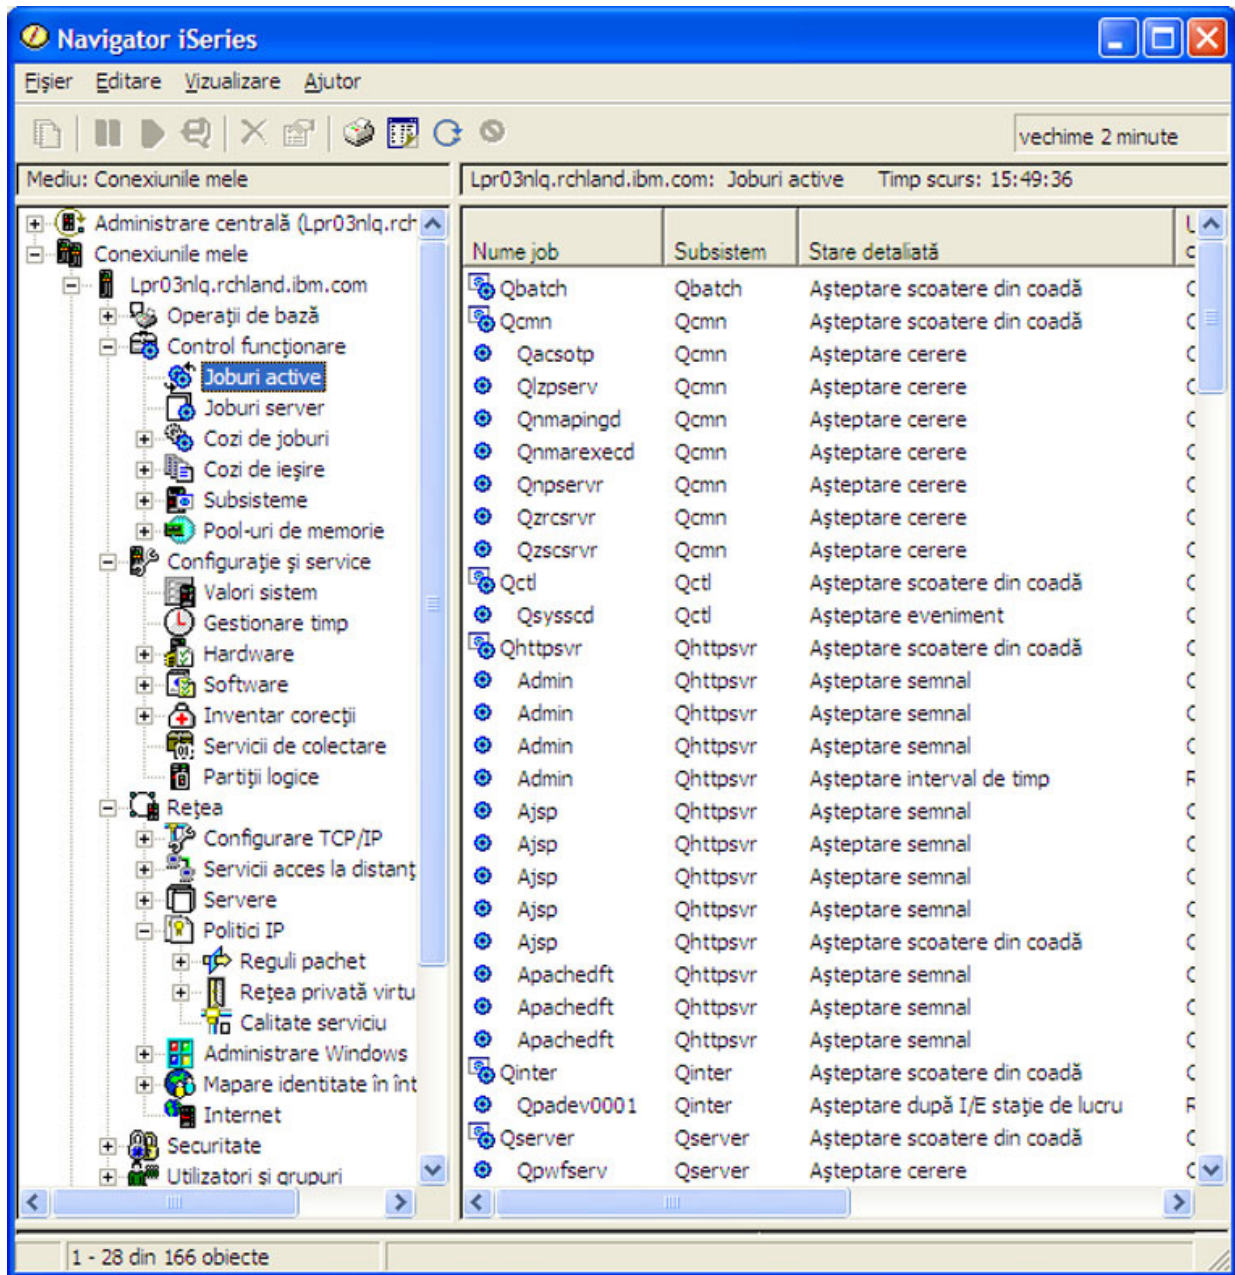 Navigator iSeries
Fişier Editare Vizualizare Ajutor
vechime 2 minute
Mediu: Conexiunile mele
Lpr03nlq.rchland.ibm.com: Joburi active Timp scurs: 15:49:36
Administrare centrală (Lpr03nlq.rch
Conexiunile mele
Lpr03nlq.rchland.ibm.com
Operaţii de bază
Control funcţionare
Joburi active
Joburi server
Cozi de joburi
Cozi de ieşire
Subsisteme
Pool-uri de memorie
Configuraţie şi service
Valori sistem
Gestionare timp
Hardware
Software
Inventar corecţii
Servicii de colectare
Partiţii logice
Reţea
Configurare TCP/IP
Servicii acces la distanţ
Servere
Politici IP
Reguli pachet
Reţea privată virtu
Calitate serviciu
Administrare Windows
Mapare identitate în înt
Internet
Securitate
Utilizatori şi grupuri
Nume job Subsistem Stare detaliată
Qbatch Qbatch Aşteptare scoatere din coadă
Qcmn Qcmn Aşteptare scoatere din coadă
Qacsotp Qcmn Aşteptare cerere
Qlzpserv Qcmn Aşteptare cerere
Qnmapingd Qcmn Aşteptare cerere
Qnmarexecd Qcmn Aşteptare cerere
Qnpservr Qcmn Aşteptare cerere
Qzrcsrvr Qcmn Aşteptare cerere
Qzscsrvr Qcmn Aşteptare cerere
Qctl Qctl Aşteptare scoatere din coadă
Qsysscd Qctl Aşteptare eveniment
Qhttpsvr Qhttpsvr Aşteptare scoatere din coadă
Admin Qhttpsvr Aşteptare semnal
Admin Qhttpsvr Aşteptare semnal
Admin Qhttpsvr Aşteptare semnal
Admin Qhttpsvr Aşteptare interval de timp
Ajsp Qhttpsvr Aşteptare semnal
Ajsp Qhttpsvr Aşteptare semnal
Ajsp Qhttpsvr Aşteptare semnal
Ajsp Qhttpsvr Aşteptare semnal
Ajsp Qhttpsvr Aşteptare scoatere din coadă
Apachedft Qhttpsvr Aşteptare semnal
Apachedft Qhttpsvr Aşteptare semnal
Apachedft Qhttpsvr Aşteptare semnal
Qinter Qinter Aşteptare scoatere din coadă
Qpadev0001 Qinter Aşteptare după I/E staţie de lucru
Qserver Qserver Aşteptare scoatere din coadă
Qpwfserv Qserver Aşteptare cerere
1 - 28 din 166 obiecte